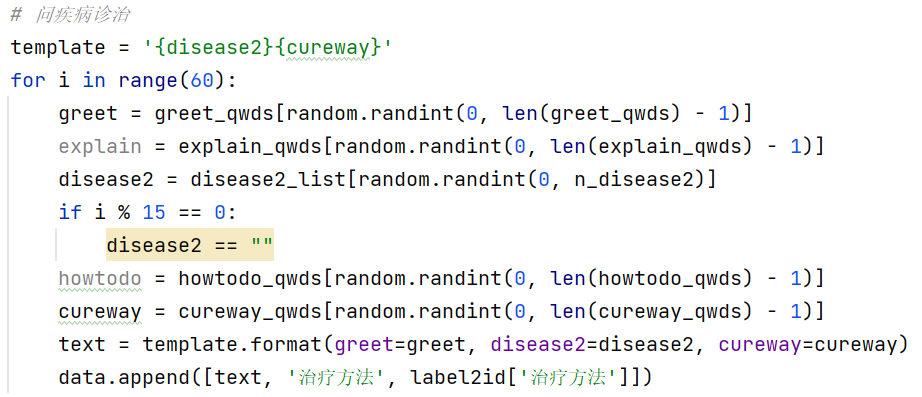 # 问疾病诊治
template = '{disease2}{cureway}'
for i in range(60):
    greet = greet_qwds[random.randint(0, len(greet_qwds) - 1)]
    explain = explain_qwds[random.randint(0, len(explain_qwds) - 1)]
    disease2 = disease2_list[random.randint(0, n_disease2)]
    if i % 15 == 0:
        disease2 == ""
    howtodo = howtodo_qwds[random.randint(0, len(howtodo_qwds) - 1)]
    cureway = cureway_qwds[random.randint(0, len(cureway_qwds) - 1)]
    text = template.format(greet=greet, disease2=disease2, cureway=cureway)
    data.append([text, '治疗方法', label2id['治疗方法']])